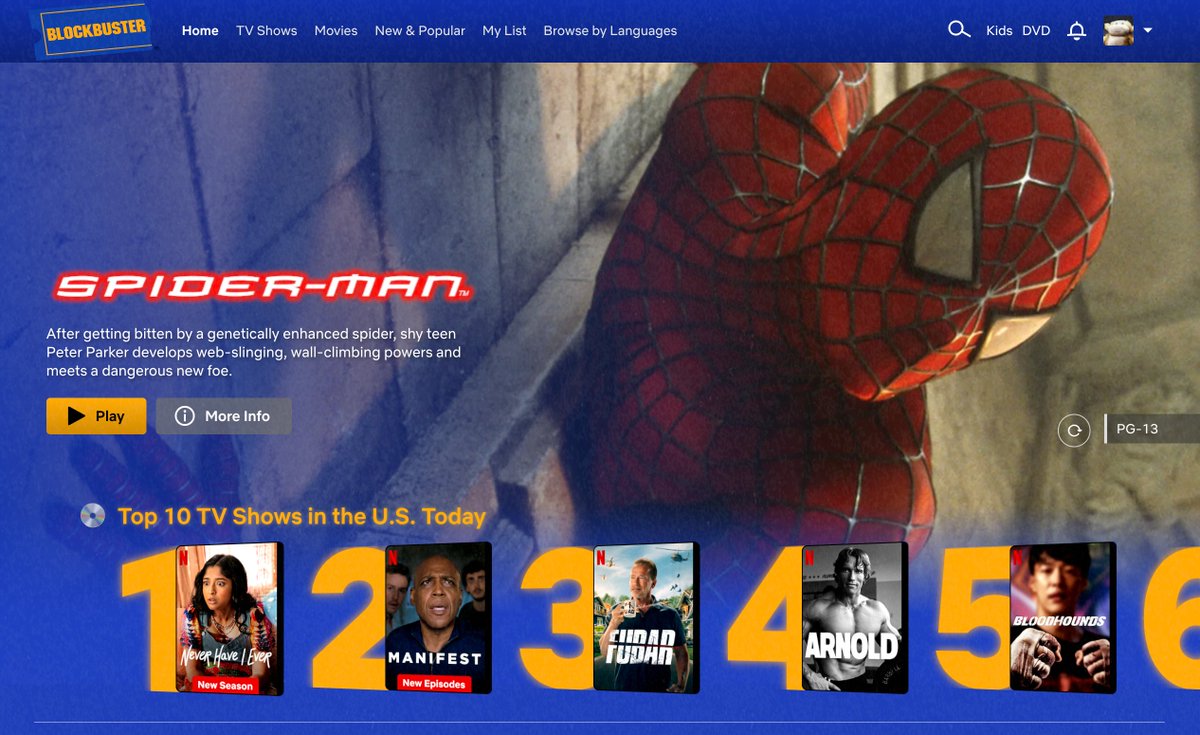 BLOCKBUSTER
Home TV Shows Movies New & Popular My List Browse by Languages
Kids DVD
SPIDER-MAN™
After getting bitten by a genetically enhanced spider, shy teen
Peter Parker develops web-slinging, wall-climbing powers and
meets a dangerous new foe.
Play
More Info
PG-13
Top 10 TV Shows in the U.S. Today
1
N
NEVER HAVE I EVER
New Season
2
N
MANIFEST
New Episodes
3
N
FUBAR
4
N
ARNOLD
5
N
BLOODHOUNDS
6